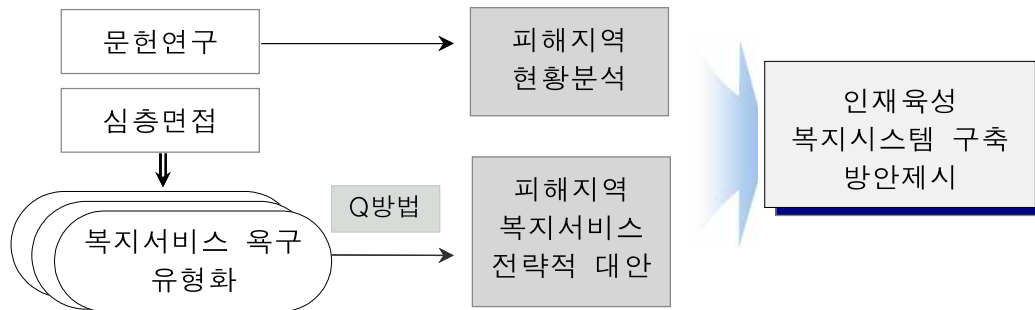 문헌연구
피해지역
현황분석
심층면접
인재육성
복지시스템 구축
방안제시
Q방법
복지서비스 욕구
유형화
피해지역
복지서비스
전략적 대안